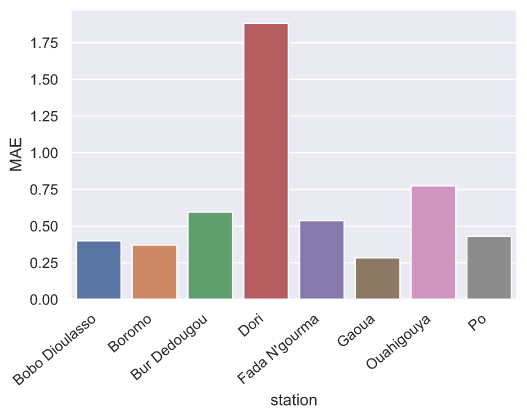 1.75
1.50
1.25
1.00
0.75
0.50
0.25
0.00
MAE
Bobo Dioulasso
Boromo
Bur Dedougou
Dori
Fada N'gourma
Gaoua
Ouahigouya
Po
station